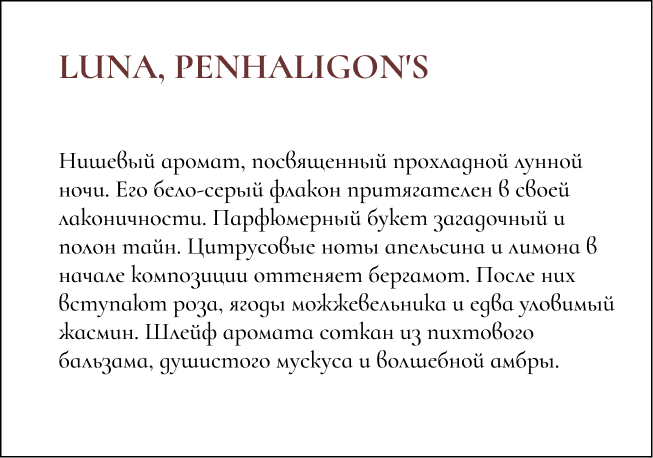 LUNA, PENHALIGON'S
Нишевый аромат, посвященный прохладной лунной
ночи. Его бело-серый флакон притягателен в своей
лаконичности. Парфюмерный букет загадочный и
полон тайн. Цитрусовые ноты апельсина и лимона в
начале композиции оттеняет бергамот. После них
вступают роза, ягоды можжевельника и едва уловимый
жасмин. Шлейф аромата соткан из пихтового
бальзама, душистого мускуса и волшебной амбры.